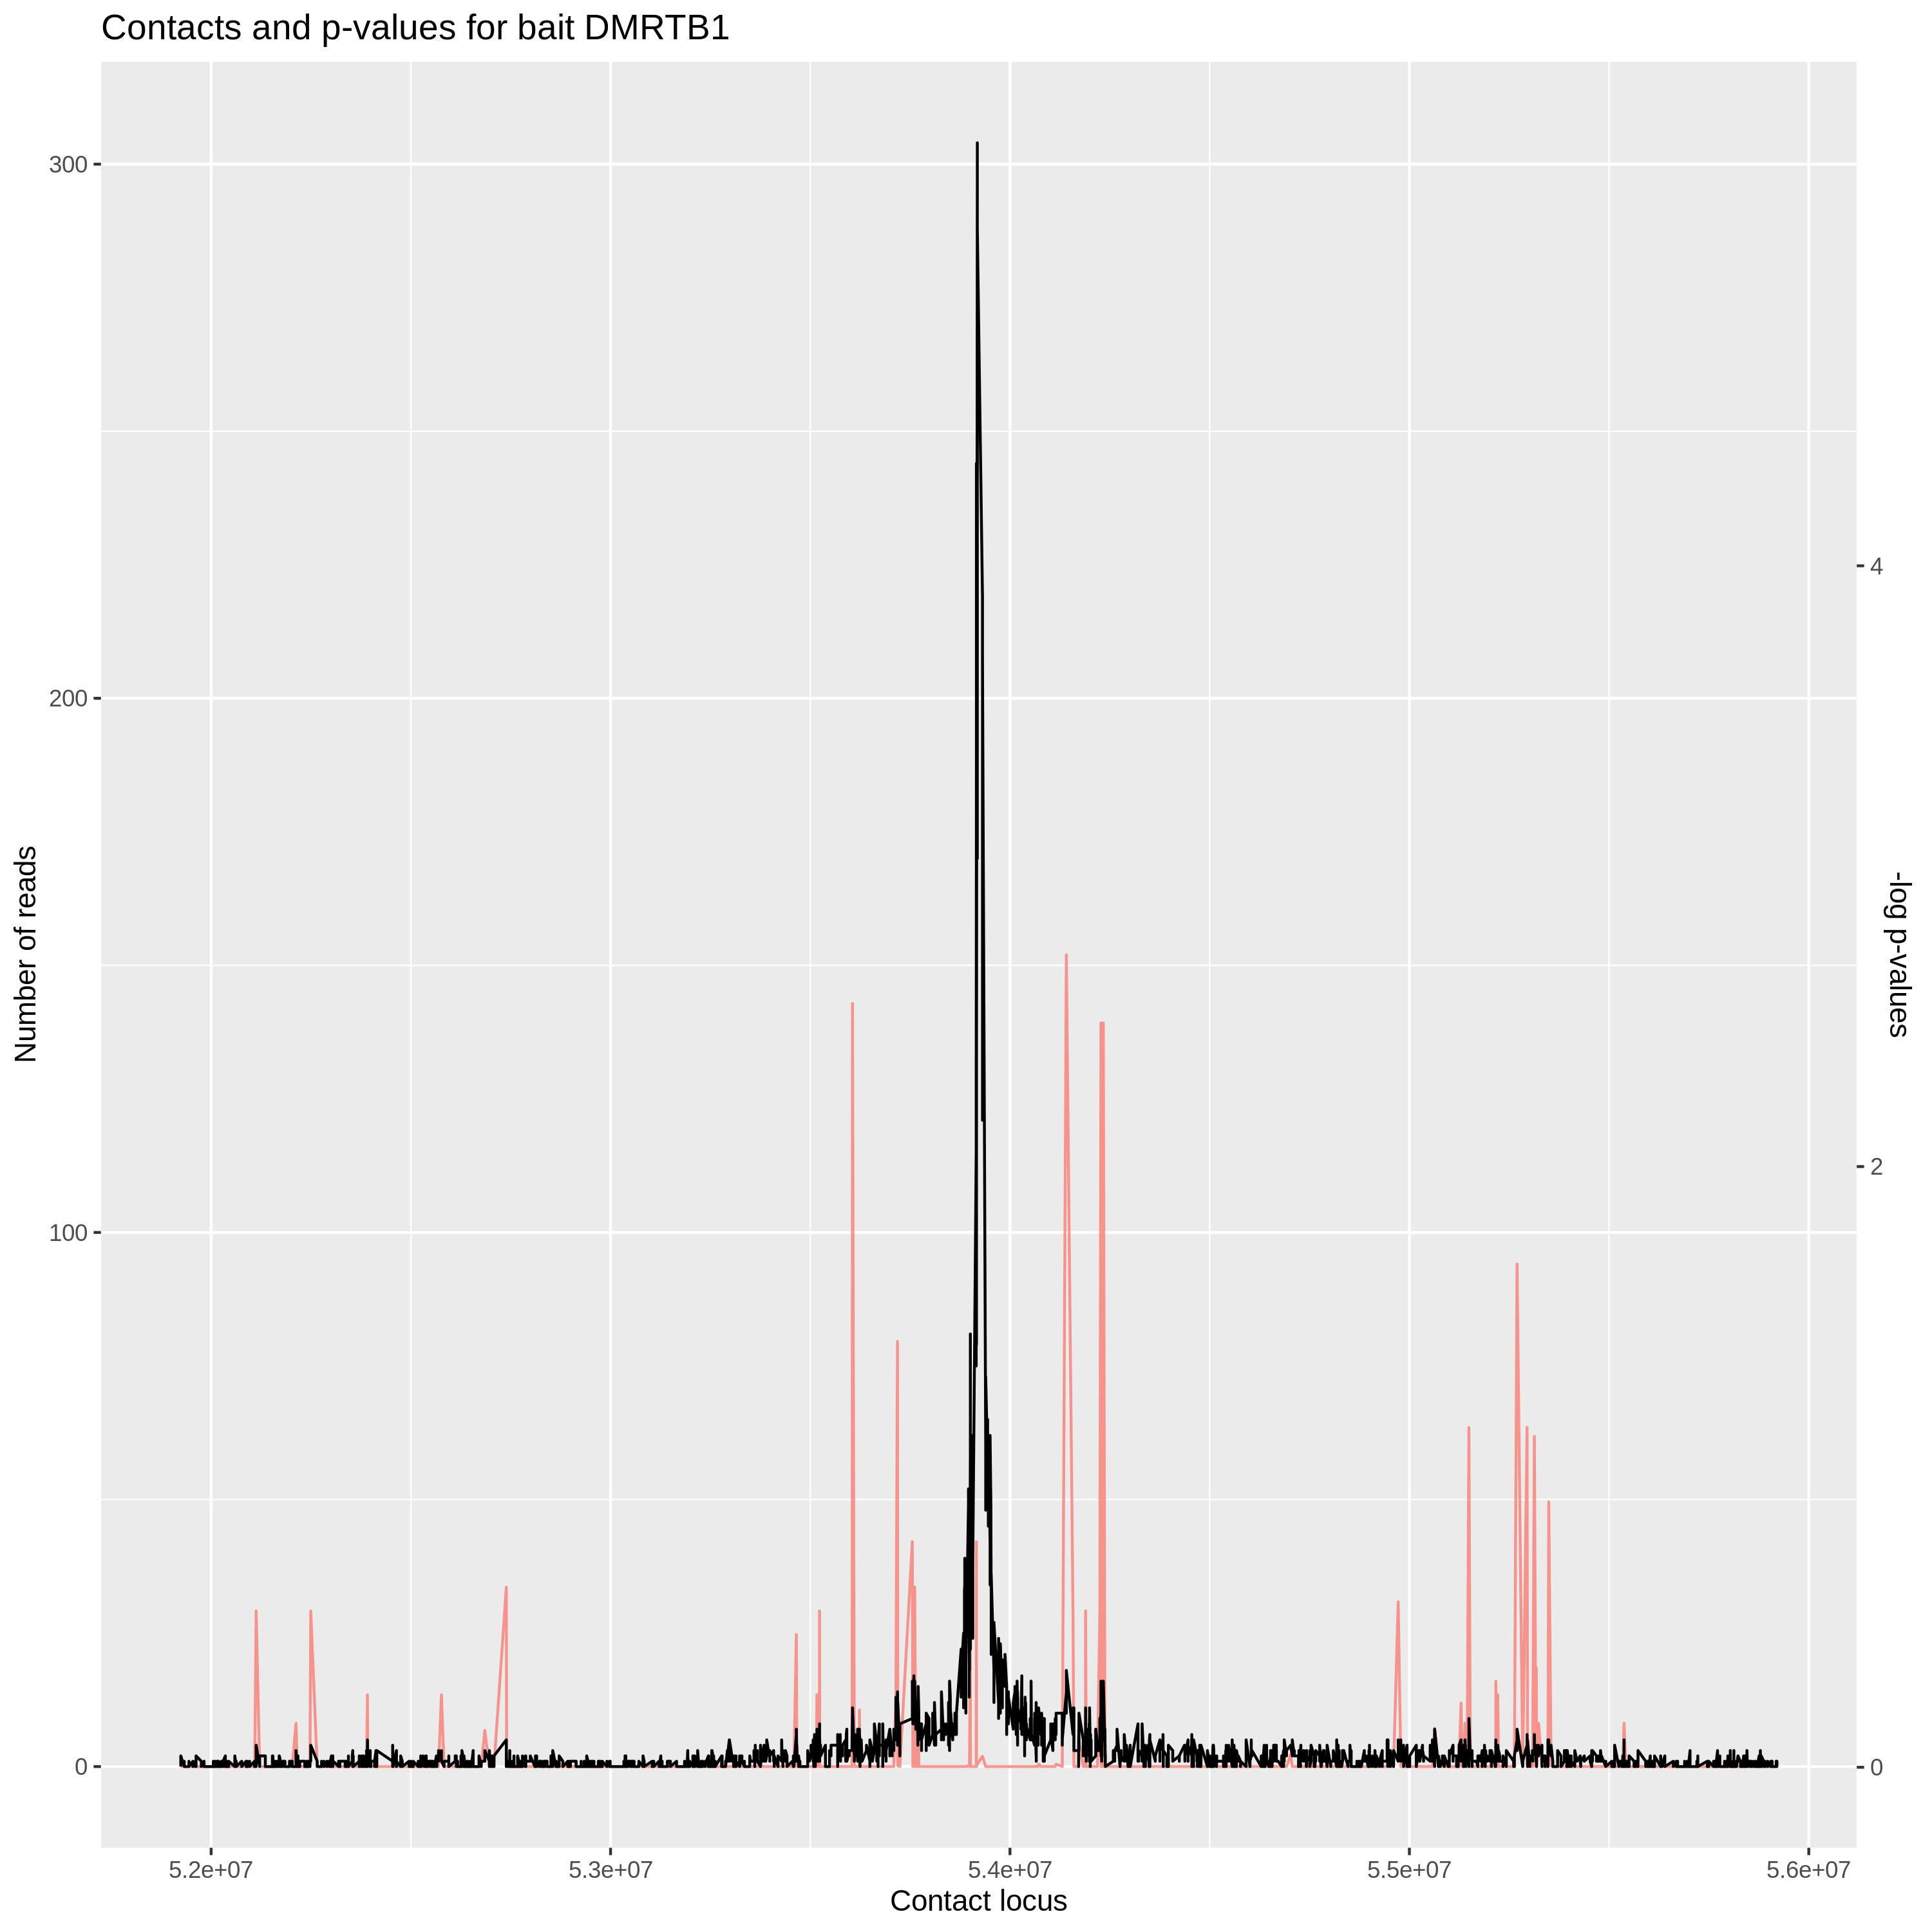 Contacts and p-values for bait DMRTB1
300
200
100
0
Number of reads
4
2
0
-log p-values
5.2e+07
5.3e+07
5.4e+07
5.5e+07
5.6e+07
Contact locus